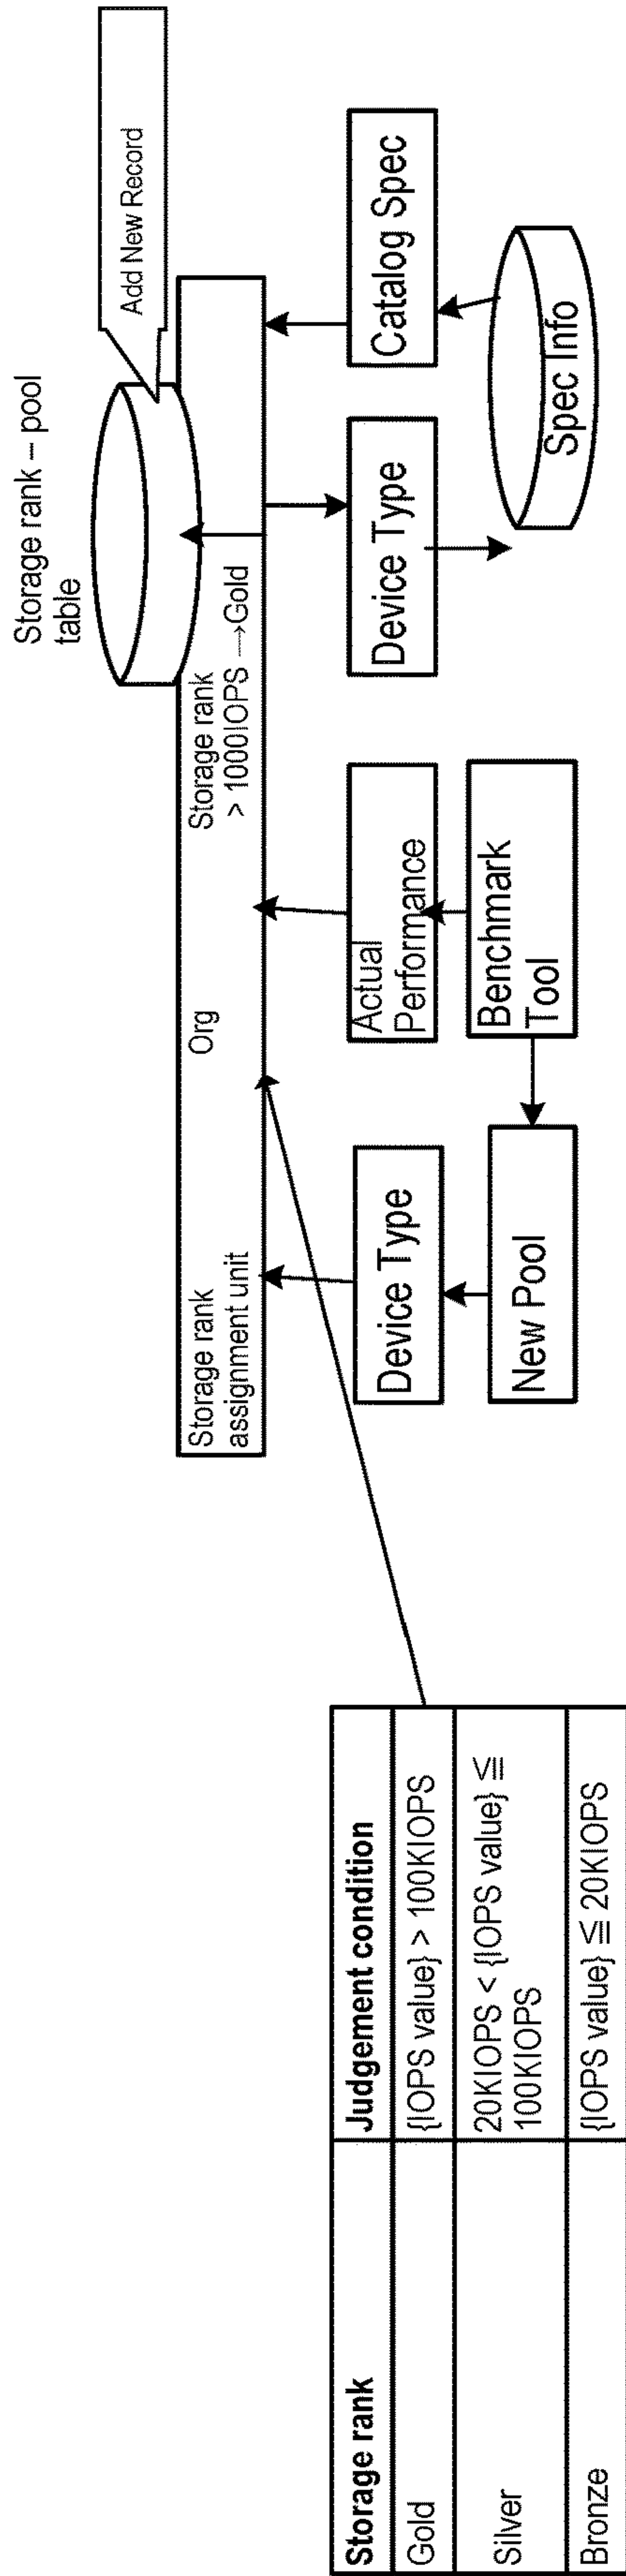 Storage rank – pool
table
Add New Record
Storage rank
assignment unit
Org
Storage rank
> 1000IOPS →Gold
Device Type
Actual
Performance
Device Type
Catalog Spec
New Pool
Benchmark
Tool
Spec Info
Storage rank
Judgement condition
Gold
{IOPS value} > 100KIOPS
Silver
20KIOPS < {IOPS value} ≦
100KIOPS
Bronze
{IOPS value} ≦ 20KIOPS